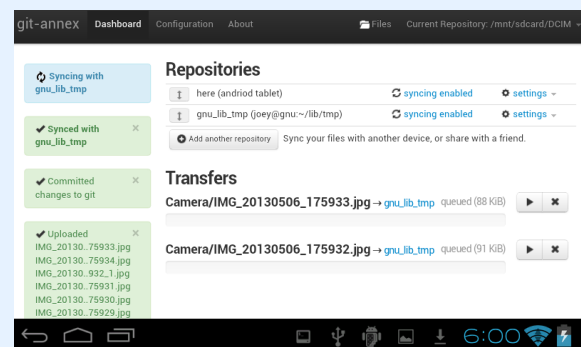 git-annex Dashboard Configuration About Files Current Repository: /mnt/sdcard/DCIM
Syncing with
gnu_lib_tmp
Synced with ×
gnu_lib_tmp
Committed ×
changes to git
Uploaded ×
IMG_20130..75933.jpg
IMG_20130..75934.jpg
IMG_20130..932_1.jpg
IMG_20130..75931.jpg
IMG_20130..75930.jpg
IMG_20130..75929.jpg
Repositories
here (andriod tablet) syncing enabled settings
gnu_lib_tmp (joey@gnu:~/lib/tmp) syncing enabled settings
Add another repository Sync your files with another device, or share with a friend.
Transfers
Camera/IMG_20130506_175933.jpg → gnu_lib_tmp queued (88 KiB)
Camera/IMG_20130506_175932.jpg → gnu_lib_tmp queued (91 KiB)
6:00